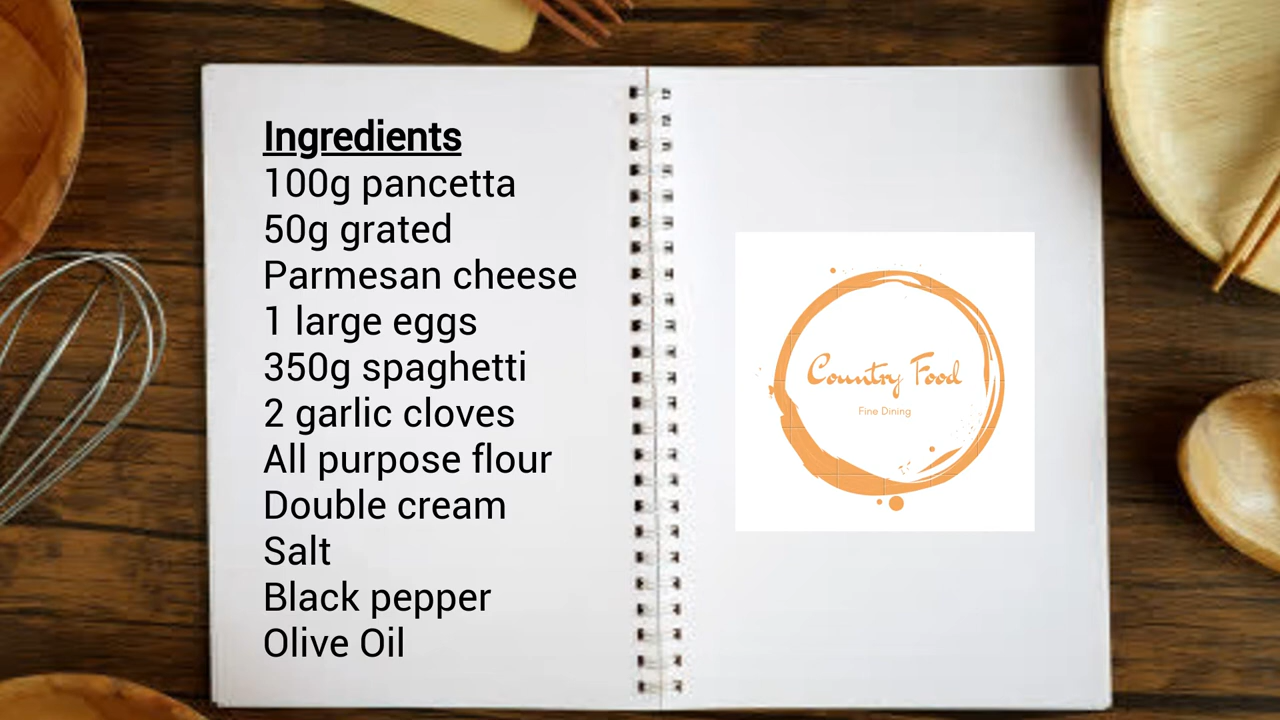 Ingredients
100g pancetta
50g grated
Parmesan cheese
1 large eggs
350g spaghetti
2 garlic cloves
All purpose flour
Double cream
Salt
Black pepper
Olive Oil
Country Food
Fine Dining